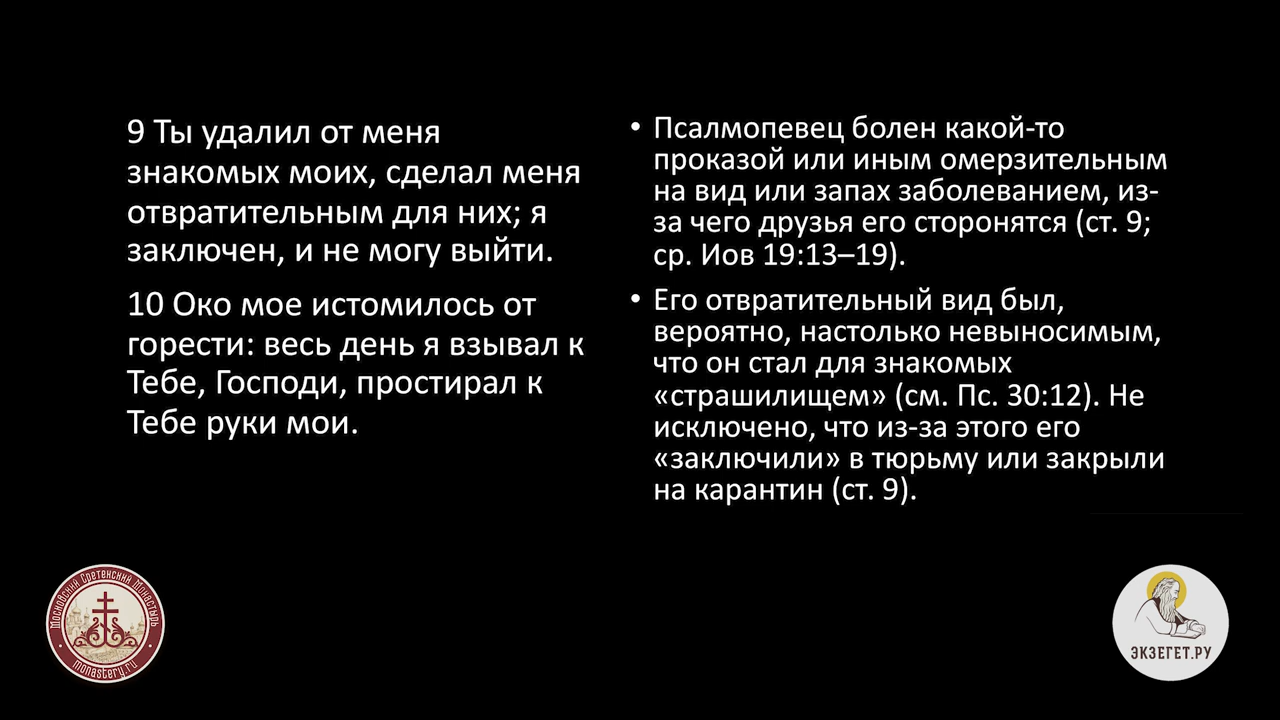 9 Ты удалил от меня
знакомых моих, сделал меня
отвратительным для них; я
заключен, и не могу выйти.
10 Око мое истомилось от
горести: весь день я взывал к
Тебе, Господи, простирал к
Тебе руки мои.
• Псалмопевец болен какой-то
проказой или иным омерзительным
на вид или запах заболеванием, из-
за чего друзья его сторонятся (ст. 9;
ср. Иов 19:13–19).
• Его отвратительный вид был,
вероятно, настолько невыносимым,
что он стал для знакомых
«страшилищем» (см. Пс. 30:12). Не
исключено, что из-за этого его
«заключили» в тюрьму или закрыли
на карантин (ст. 9).
Московский Сретенский Монастырь
monastery.ru
ЭКЗЕГЕТ.РУ